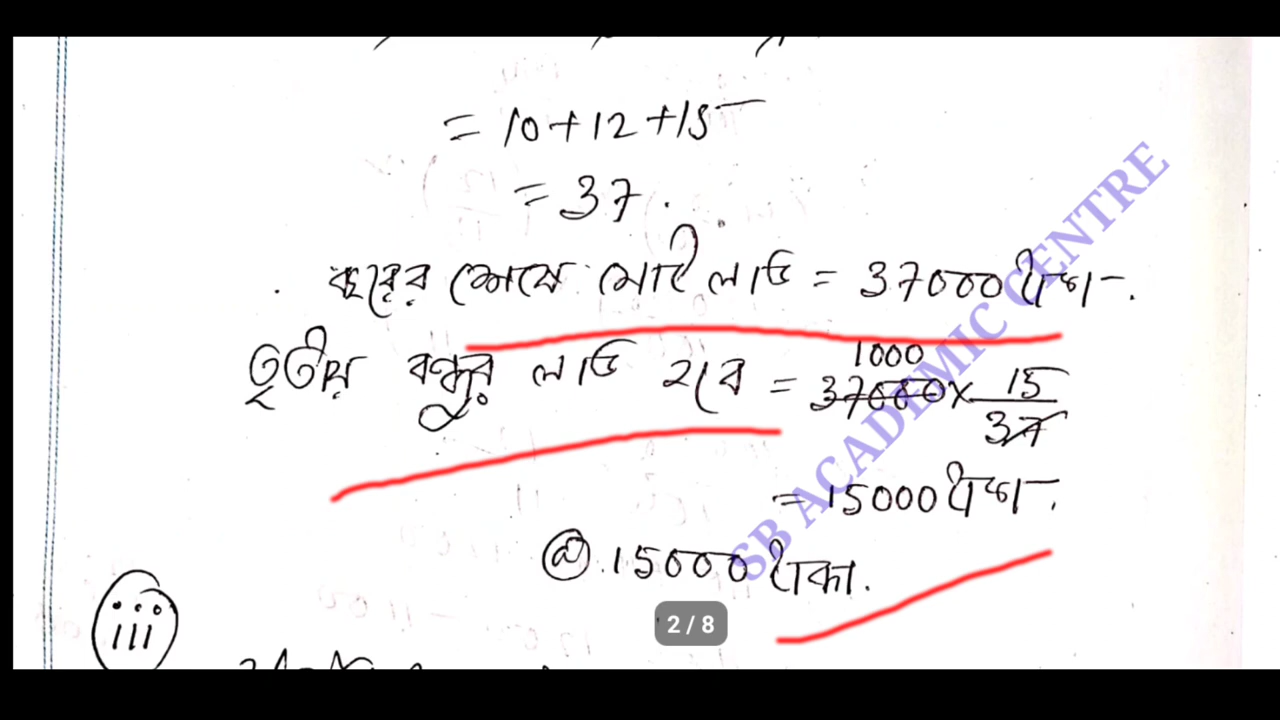 = 10+12+15
= 37.
বছরের শেষে মোট লাভ = 37000 টাকা.
তৃতীয় বন্ধুর লাভ হবে = 37000 × 15/37
1000
= 15000 টাকা.
15000 টাকা.
iii
SB ACADEMIC CENTRE
2 / 8